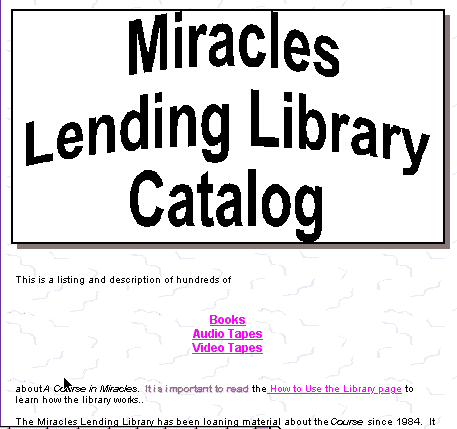 Miracles
Lending Library
Catalog
This is a listing and description of hundreds of
Books
Audio Tapes
Video Tapes
about A Course in Miracles. It is important to read the How to Use the Library page to
learn how the library works..
The Miracles Lending Library has been loaning material about the Course since 1984. It